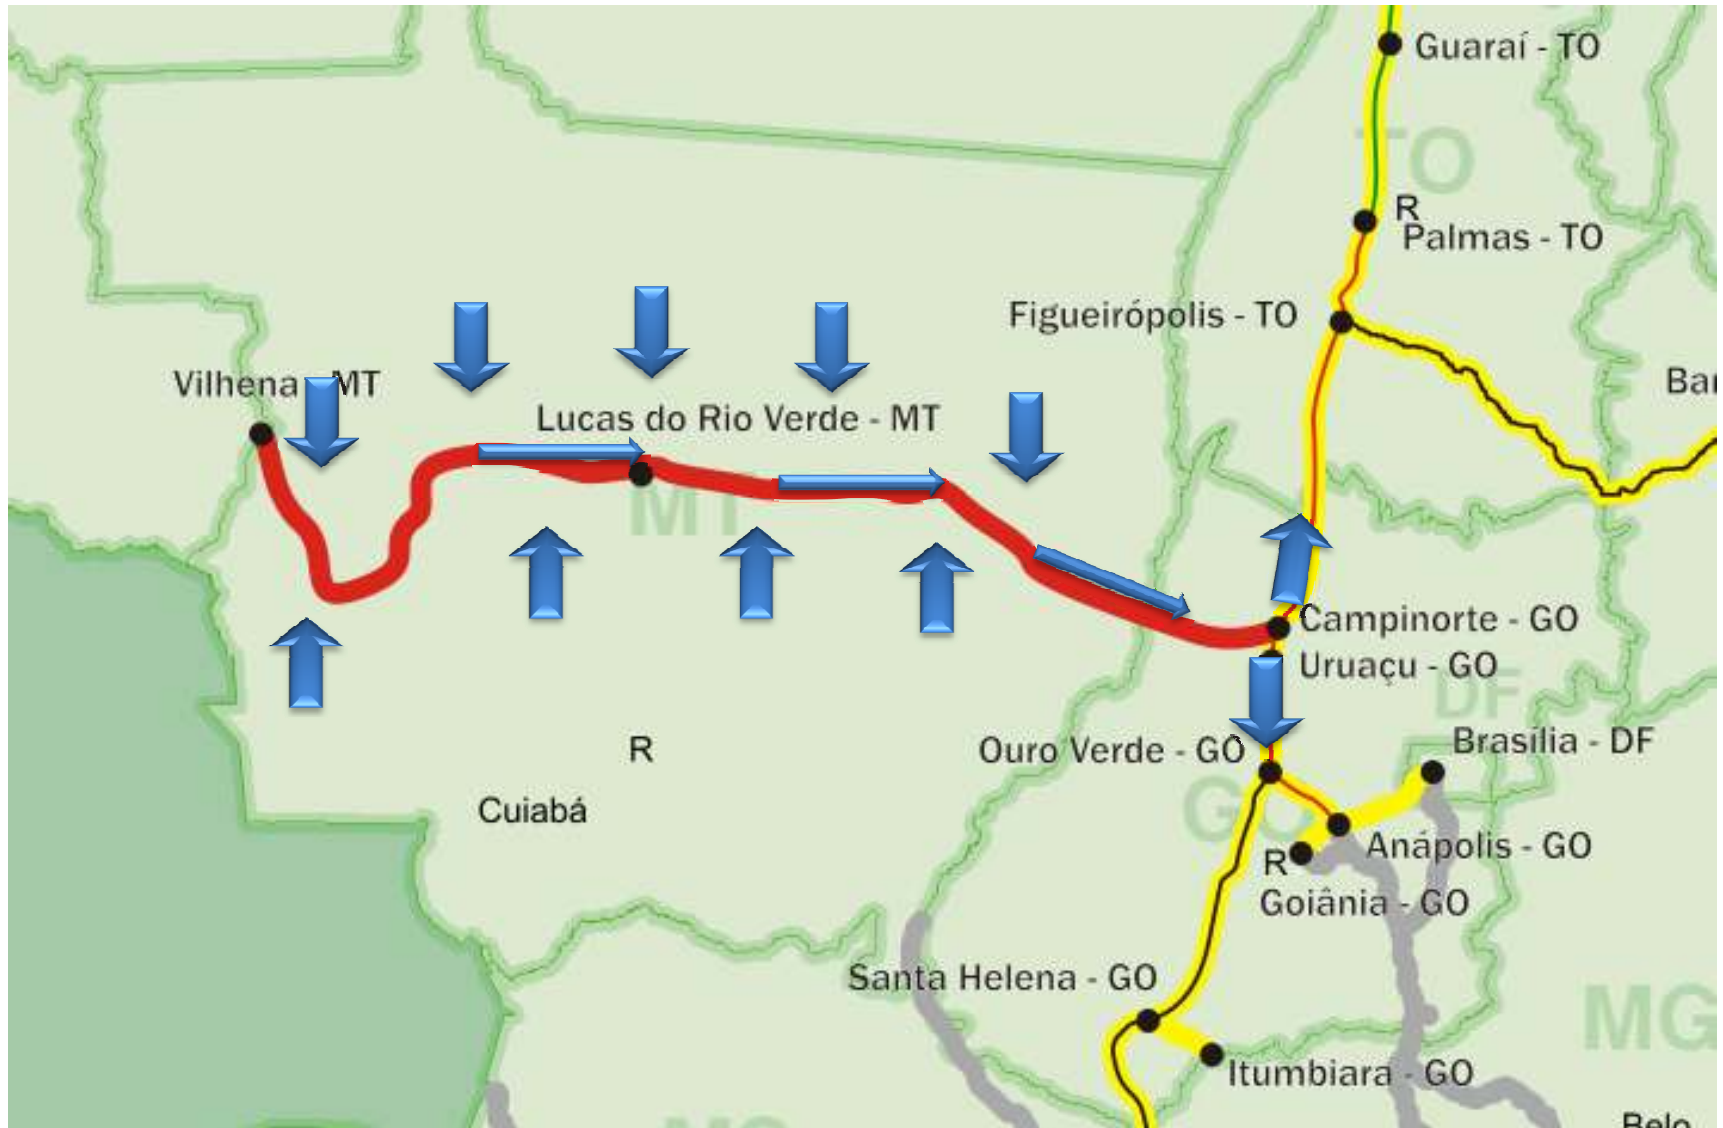 Guaraí - TO
TO
R
Palmas - TO
Figueirópolis - TO
Vilhena - MT
Lucas do Rio Verde - MT
MT
Campinorte - GO
Uruaçu - GO
DF
R
Ouro Verde - GO
Brasília - DF
Cuiabá
GO
Anápolis - GO
R
Goiânia - GO
Santa Helena - GO
MG
Itumbiara - GO
Belo